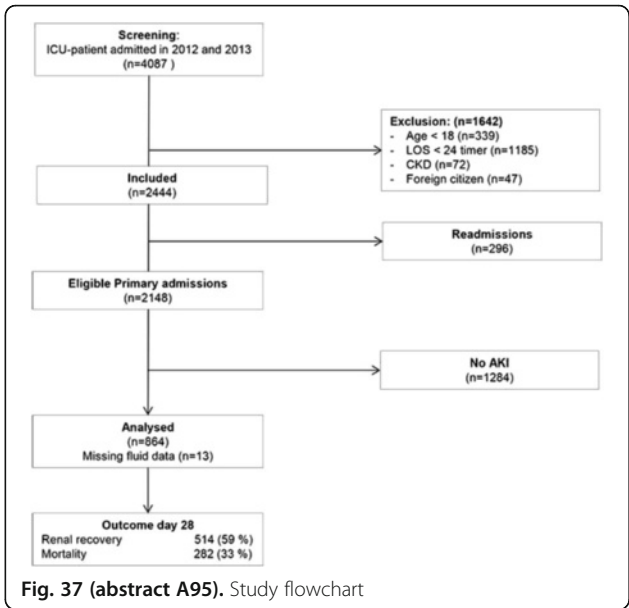 Screening:
ICU-patient admitted in 2012 and 2013
(n=4087 )
Exclusion: (n=1642)
- Age < 18 (n=339)
- LOS < 24 timer (n=1185)
- CKD (n=72)
- Foreign citizen (n=47)
Included
(n=2444)
Readmissions
(n=296)
Eligible Primary admissions
(n=2148)
No AKI
(n=1284)
Analysed
(n=864)
Missing fluid data (n=13)
Outcome day 28
Renal recovery 514 (59 %)
Mortality 282 (33 %)
Fig. 37 (abstract A95). Study flowchart